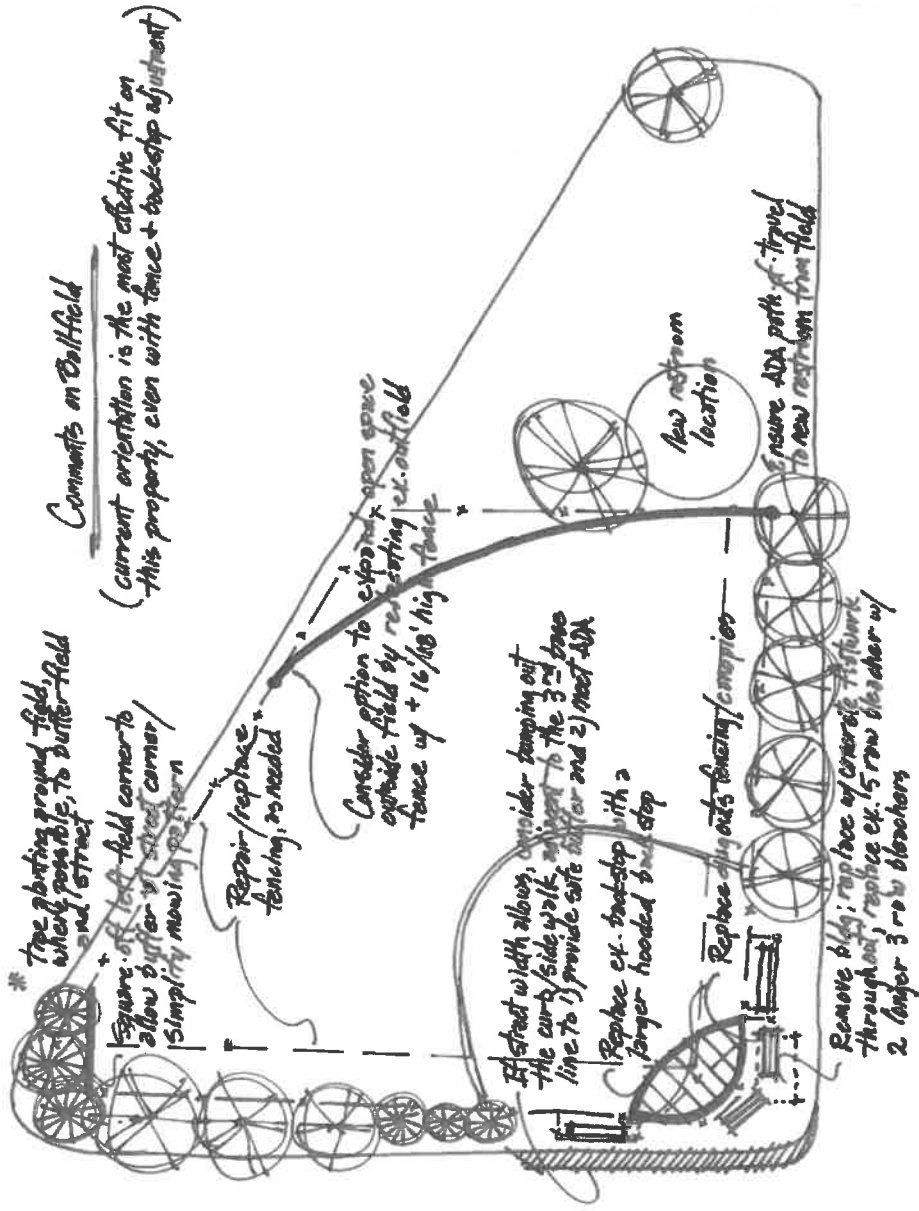 Comments on Ballfield
(current orientation is the most effective fit on
this property, even with fence + backstop adjustment)
* tree planting around field,
where possible, to buffer field
and street
Square off left field corner to
allow buffer w/ street corner/
simplify mowing pattern
Repair/replace
fencing, as needed
Consider option to expand open space
outside field by renovating ex. outfield
fence w/ + 16/ high fence
If street width allows, consider bumping out
the curb/sidewalk adjacent to the 3rd base
line to 1) provide safe buffer and 2) meet ADA
Replace ex. backstop with a
larger hooded backstop
Replace dug outs fencing/canopies
new restroom
location
Ensure ADA path of travel
to new restroom from field
Remove bldg; replace w/ concrete flatwork
throughout; replace ex. 15 row bleacher w/
2 longer 3 row bleachers